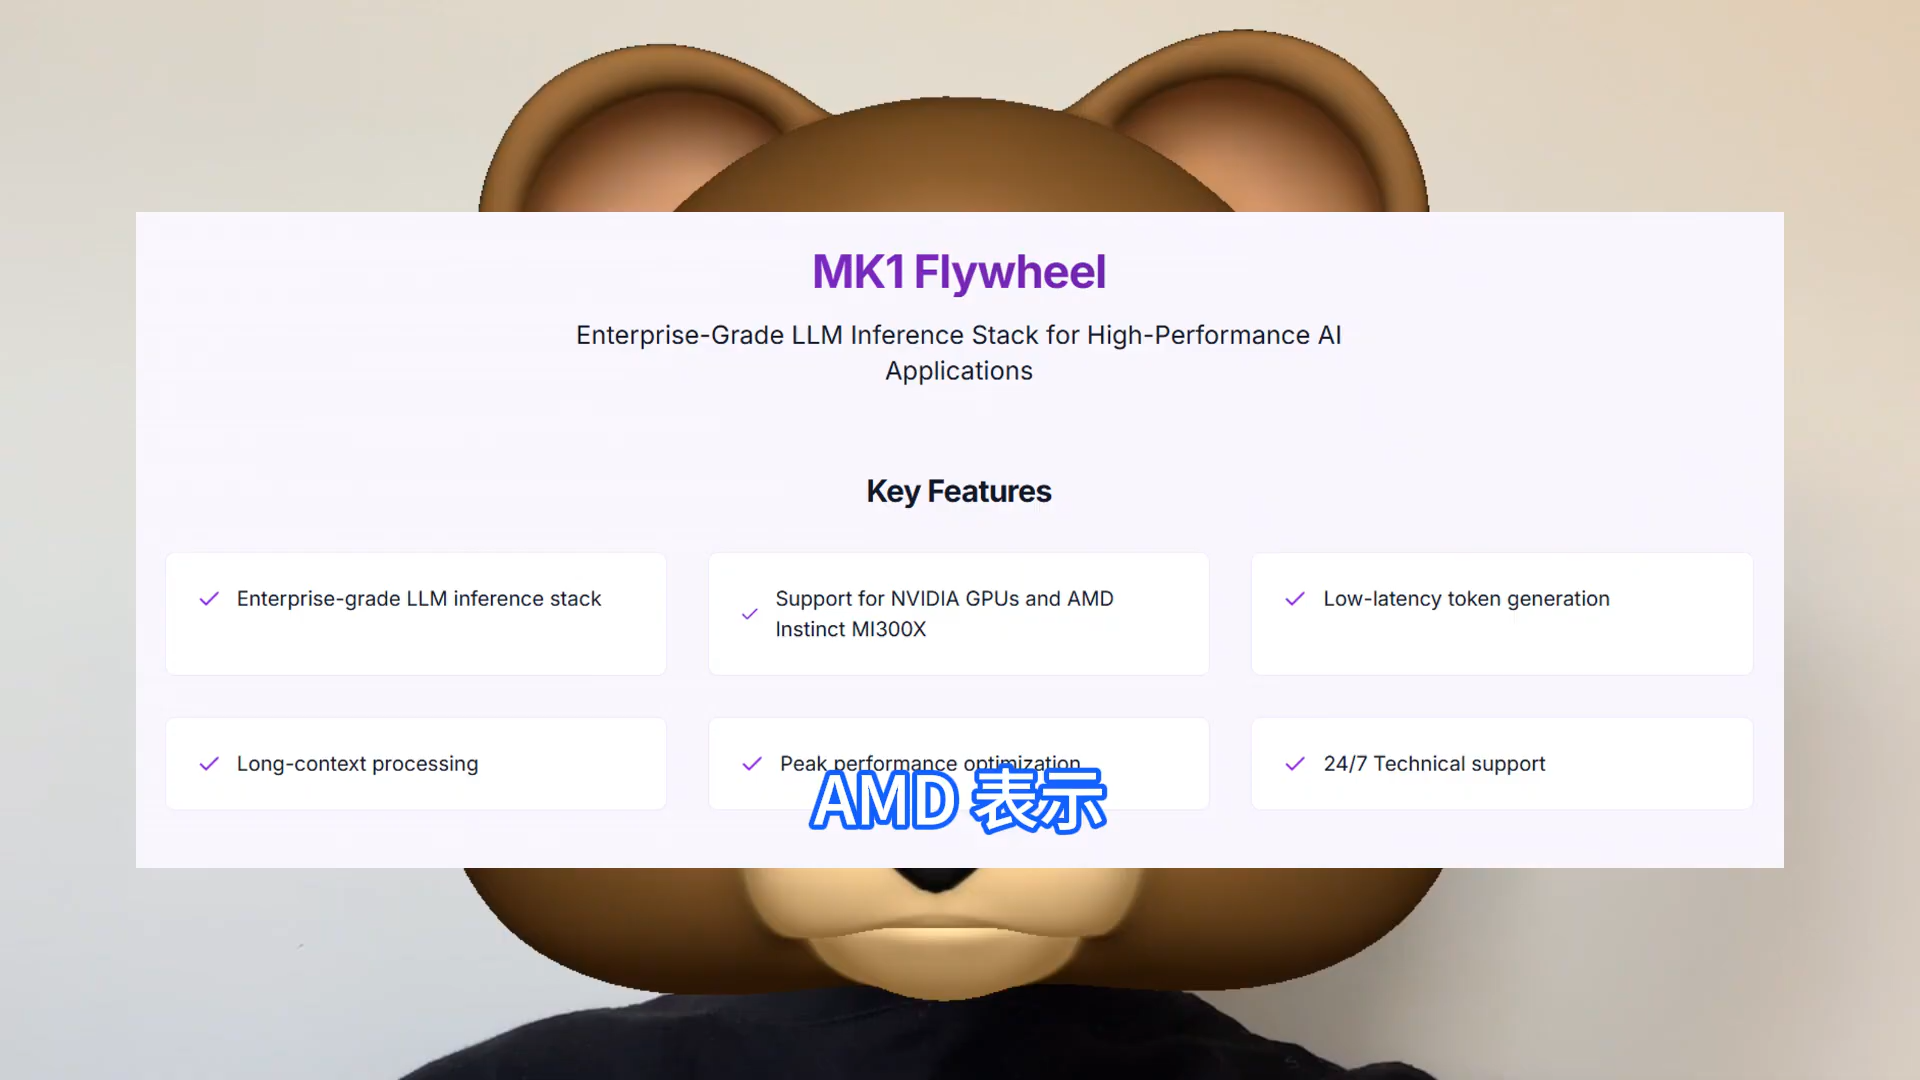 MK1 Flywheel
Enterprise-Grade LLM Inference Stack for High-Performance AI
Applications
Key Features
Enterprise-grade LLM inference stack
Support for NVIDIA GPUs and AMD
Instinct MI300X
Low-latency token generation
Long-context processing
Peak performance optimization
24/7 Technical support
AMD 表示